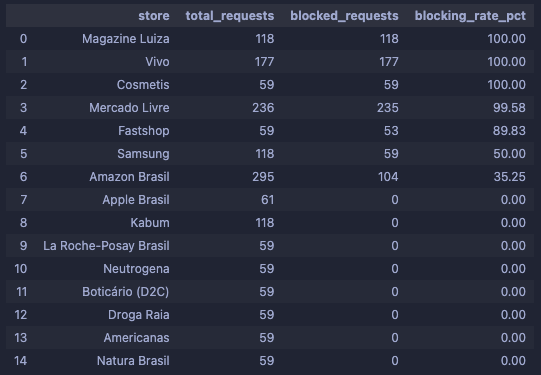 store total_requests blocked_requests blocking_rate_pct
0 Magazine Luiza 118 118 100.00
1 Vivo 177 177 100.00
2 Cosmetis 59 59 100.00
3 Mercado Livre 236 235 99.58
4 Fastshop 59 53 89.83
5 Samsung 118 59 50.00
6 Amazon Brasil 295 104 35.25
7 Apple Brasil 61 0 0.00
8 Kabum 118 0 0.00
9 La Roche-Posay Brasil 59 0 0.00
10 Neutrogena 59 0 0.00
11 Boticário (D2C) 59 0 0.00
12 Droga Raia 59 0 0.00
13 Americanas 59 0 0.00
14 Natura Brasil 59 0 0.00